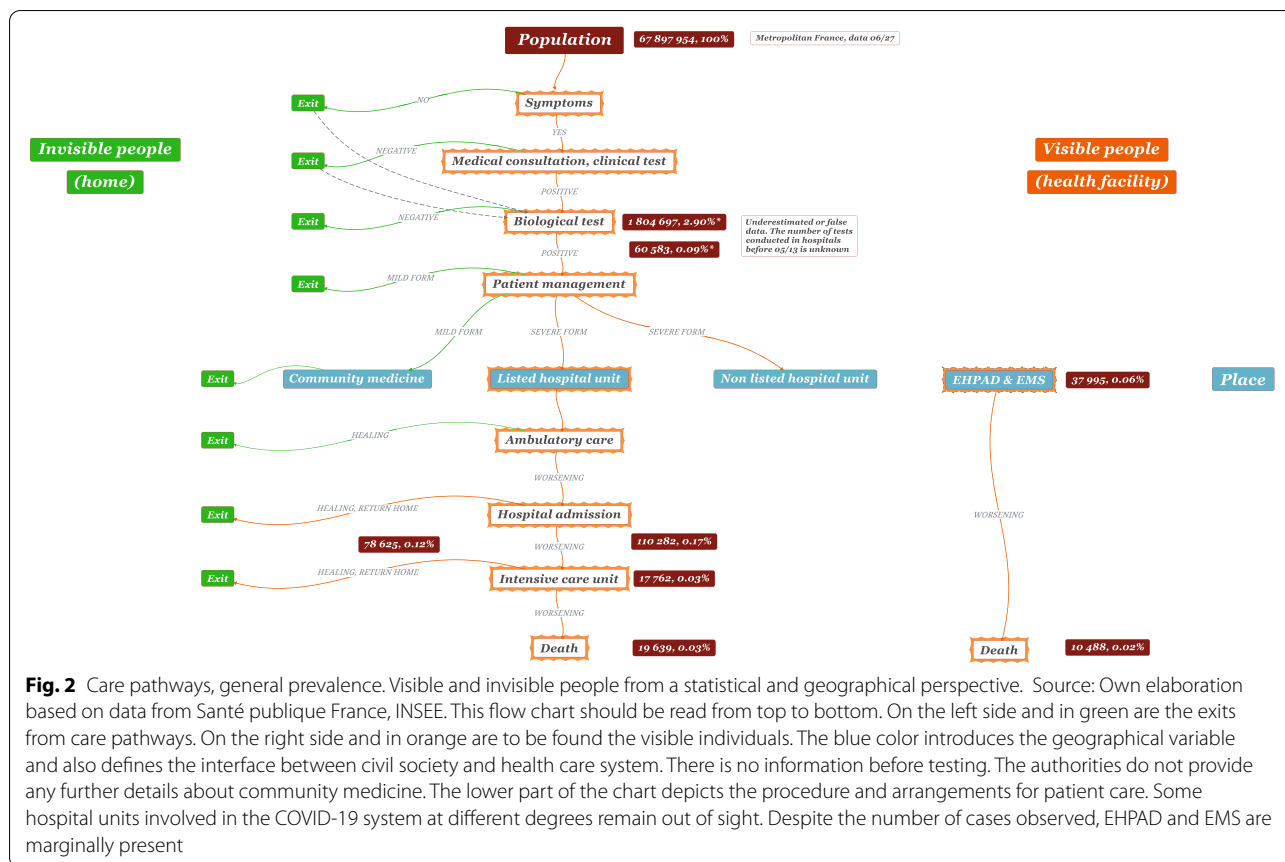 Population
67 897 954, 100%
Metropolitan France, data 06/27
Exit
NO
Symptoms
YES
Invisible people
(home)
Exit
NEGATIVE
Medical consultation, clinical test
Visible people
(health facility)
POSITIVE
Exit
NEGATIVE
Biological test
1 804 697, 2.90%*
60 583, 0.09%*
Underestimated or false
data. The number of tests
conducted in hospitals
before 05/13 is unknown
POSITIVE
Exit
MILD FORM
Patient management
MILD FORM
SEVERE FORM
SEVERE FORM
Exit
Community medicine
Listed hospital unit
Non listed hospital unit
EHPAD & EMS
37 995, 0.06%
Place
Exit
HEALING
Ambulatory care
WORSENING
Exit
HEALING, RETURN HOME
Hospital admission
WORSENING
78 625, 0.12%
WORSENING
110 282, 0.17%
Exit
HEALING, RETURN HOME
Intensive care unit
17 762, 0.03%
WORSENING
Death
19 639, 0.03%
Death
10 488, 0.02%
Fig. 2 Care pathways, general prevalence. Visible and invisible people from a statistical and geographical perspective. Source: Own elaboration
based on data from Santé publique France, INSEE. This flow chart should be read from top to bottom. On the left side and in green are the exits
from care pathways. On the right side and in orange are to be found the visible individuals. The blue color introduces the geographical variable
and also defines the interface between civil society and health care system. There is no information before testing. The authorities do not provide
any further details about community medicine. The lower part of the chart depicts the procedure and arrangements for patient care. Some
hospital units involved in the COVID-19 system at different degrees remain out of sight. Despite the number of cases observed, EHPAD and EMS are
marginally present